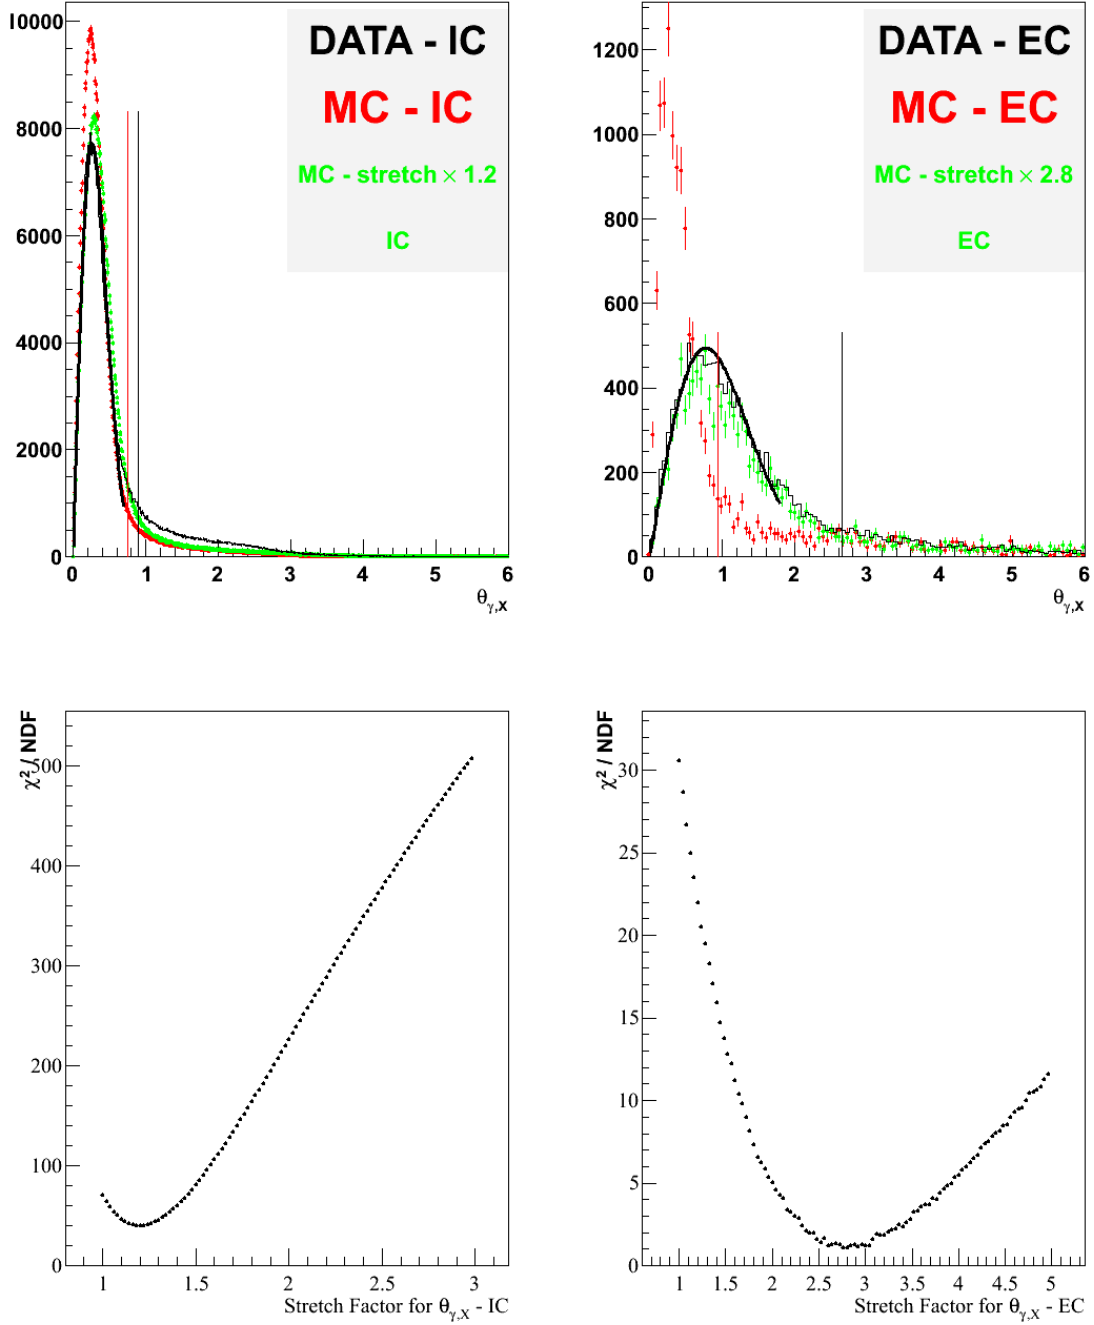 10000
8000
6000
4000
2000
0
DATA - IC
MC - IC
MC - stretch × 1.2
IC
0 1 2 3 4 5 6
θγ,x
1200
1000
800
600
400
200
0
DATA - EC
MC - EC
MC - stretch × 2.8
EC
0 1 2 3 4 5 6
θγ,x
χ² / NDF
500
400
300
200
100
0
1 1.5 2 2.5 3
Stretch Factor for θγ,X - IC
χ² / NDF
30
25
20
15
10
5
0
1 1.5 2 2.5 3 3.5 4 4.5 5
Stretch Factor for θγ,X - EC